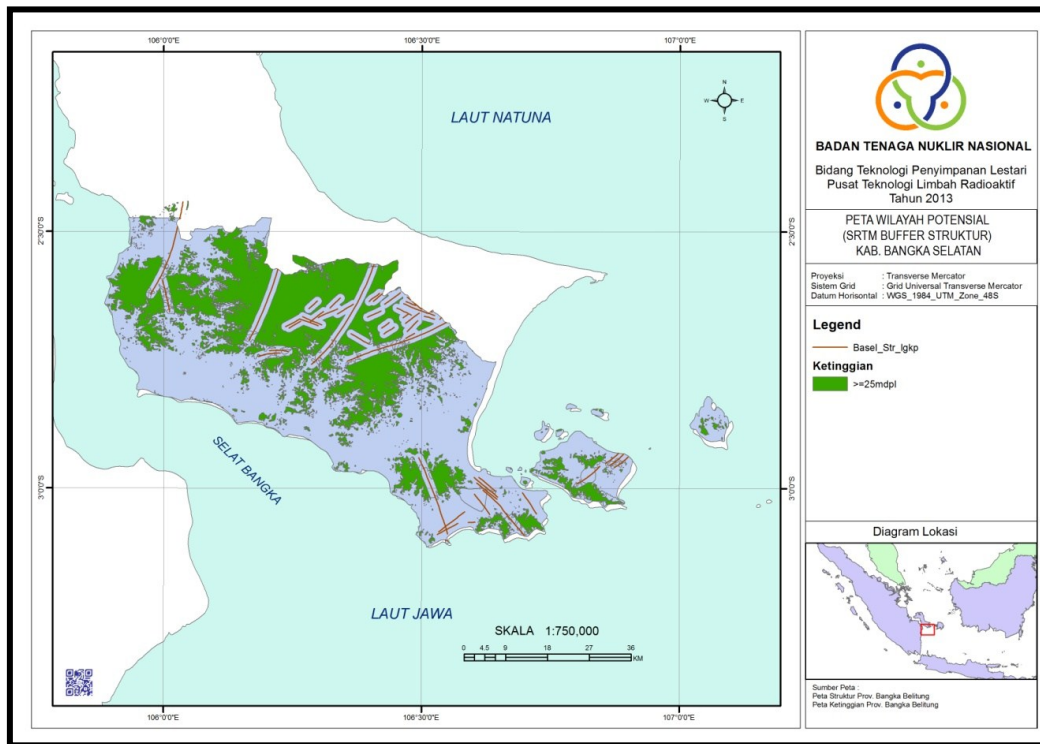 106°0'0"E
106°30'0"E
107°0'0"E
2°30'0"S
2°30'0"S
3°0'0"S
3°0'0"S
LAUT NATUNA
N
W
E
S
SELAT BANGKA
LAUT JAWA
SKALA 1:750,000
0 4.5 9 18 27 36
KM
106°0'0"E
106°30'0"E
107°0'0"E
BADAN TENAGA NUKLIR NASIONAL
Bidang Teknologi Penyimpanan Lestari
Pusat Teknologi Limbah Radioaktif
Tahun 2013
PETA WILAYAH POTENSIAL
(SRTM BUFFER STRUKTUR)
KAB. BANGKA SELATAN
Proyeksi : Transverse Mercator
Sistem Grid : Grid Universal Transverse Mercator
Datum Horisontal : WGS_1984_UTM_Zone_48S
Legend
Basel_Str_lgkp
Ketinggian
>=25mdpl
Diagram Lokasi
Sumber Peta :
Peta Struktur Prov. Bangka Belitung
Peta Ketinggian Prov. Bangka Belitung